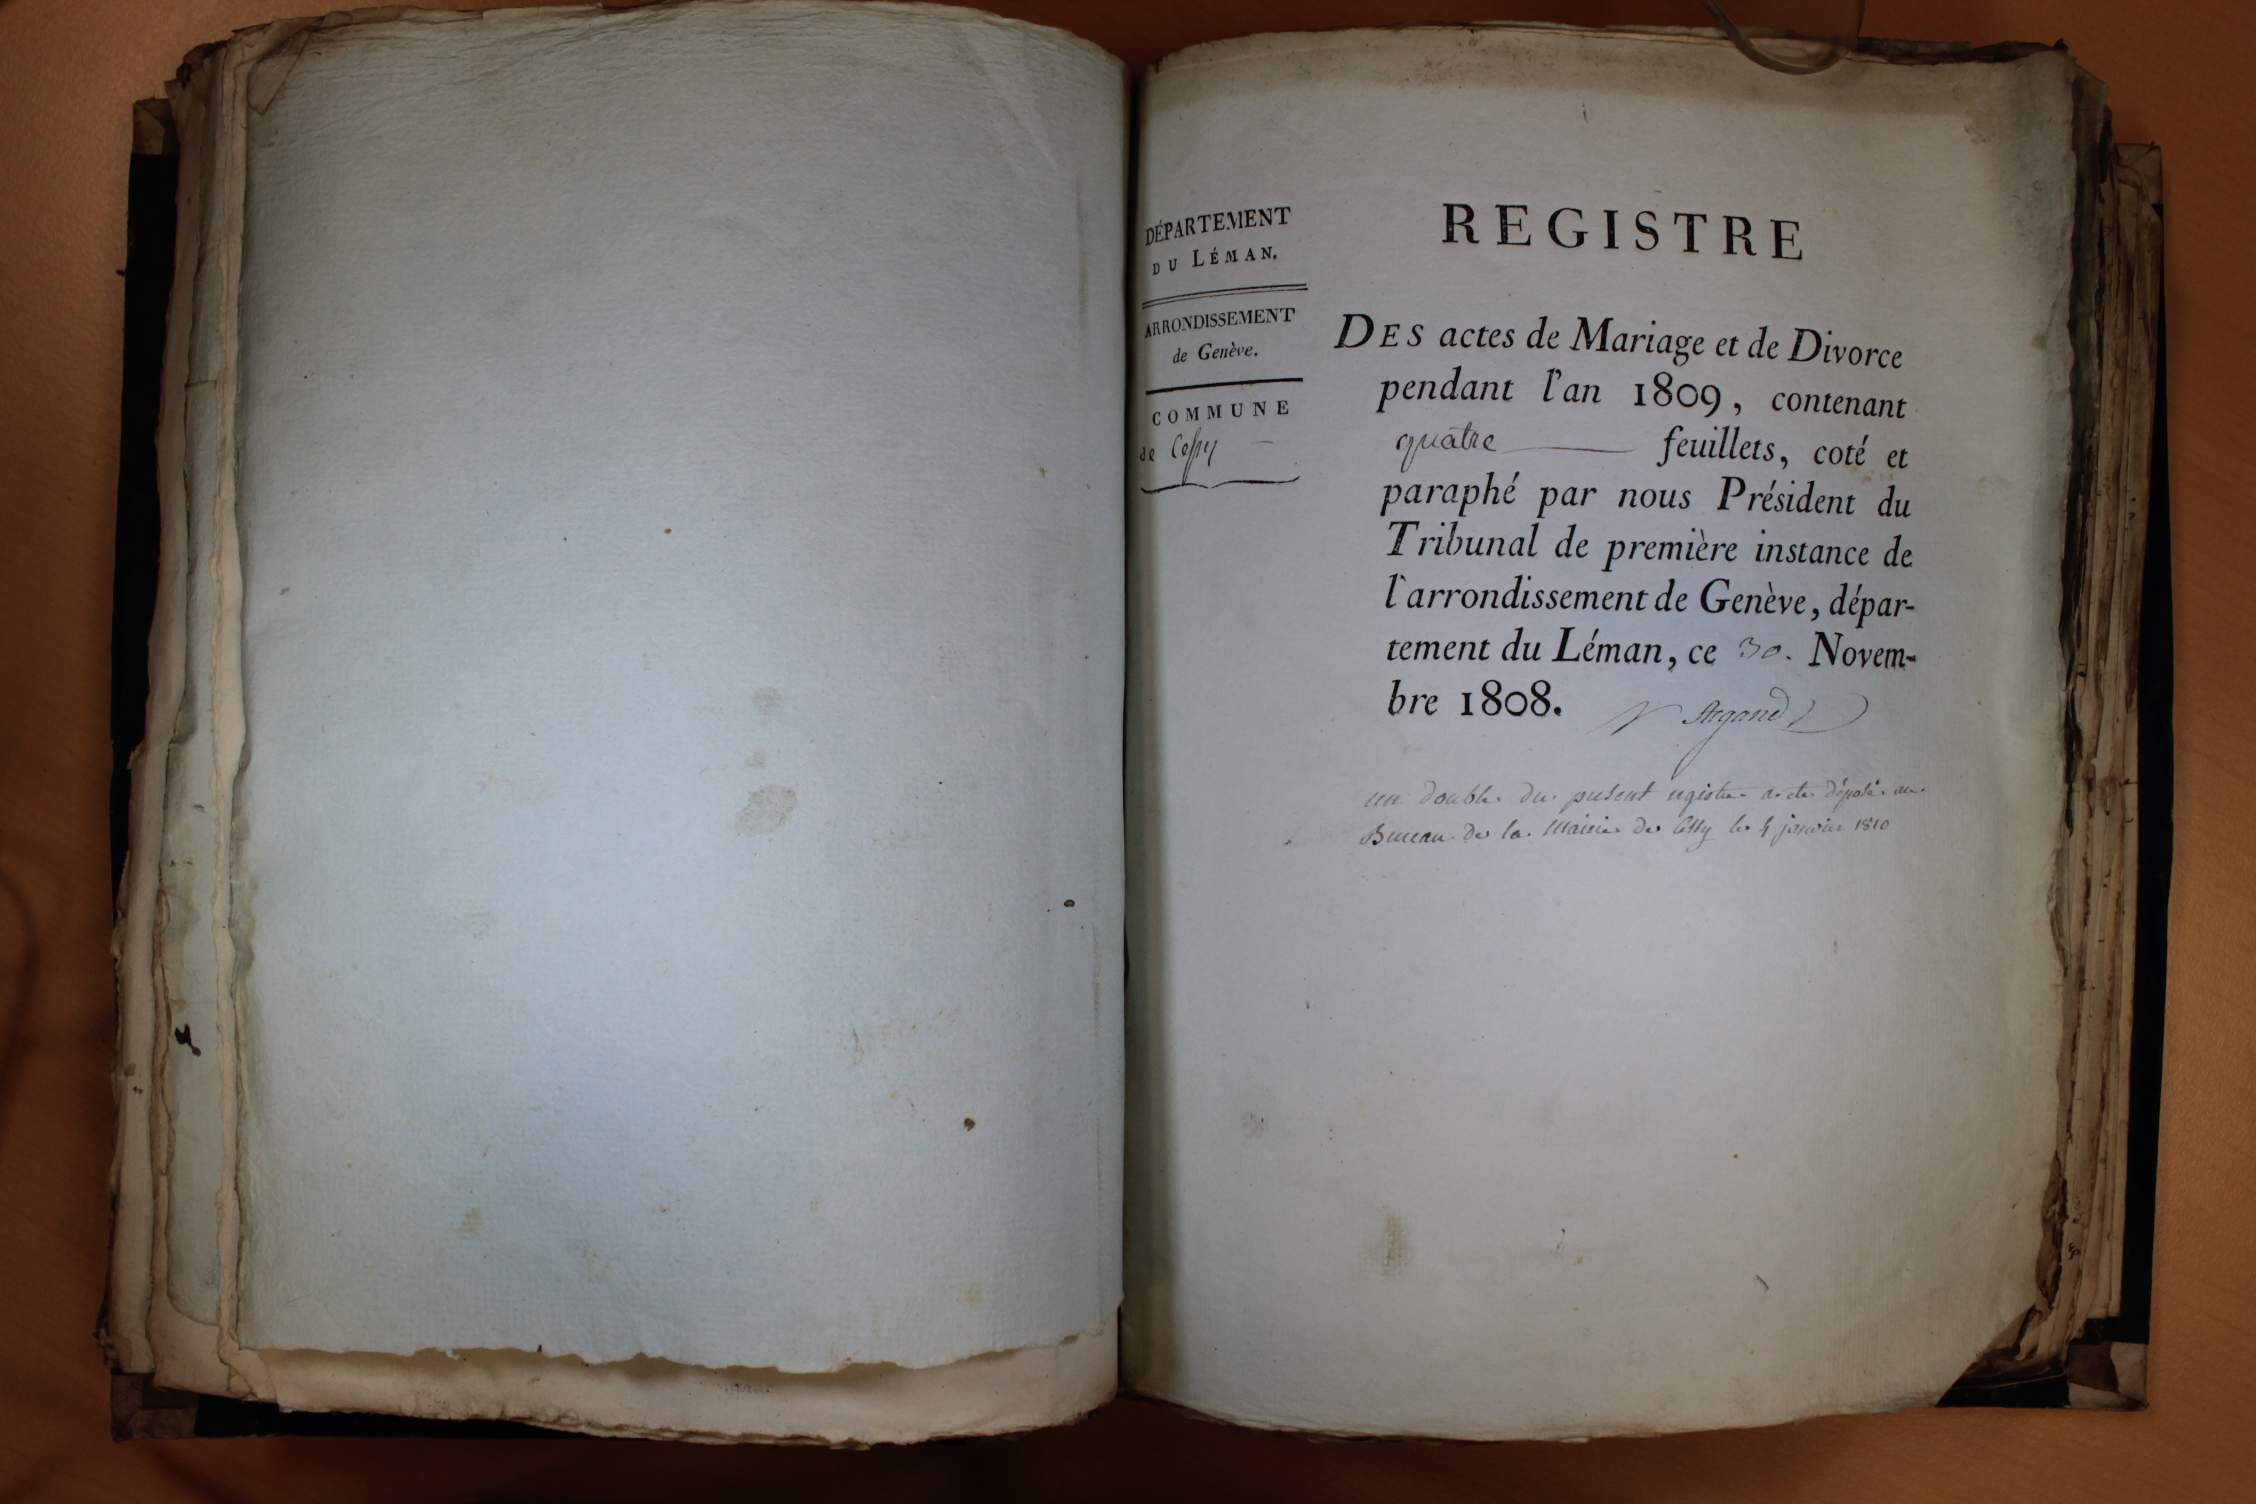 DÉPARTEMENT
DU LÉMAN.
ARRONDISSEMENT
de Genève.
COMMUNE
de Cessy
REGISTRE
DES actes de Mariage et de Divorce
pendant l'an 1809, contenant
quatre feuillets, coté et
paraphé par nous Président du
Tribunal de première instance de
l'arrondissement de Genève, dépar-
tement du Léman, ce 30. Novem-
bre 1808.
Argand
un double du présent registre a été déposé au
Bureau de la Mairie de Cessy le 4 janvier 1810